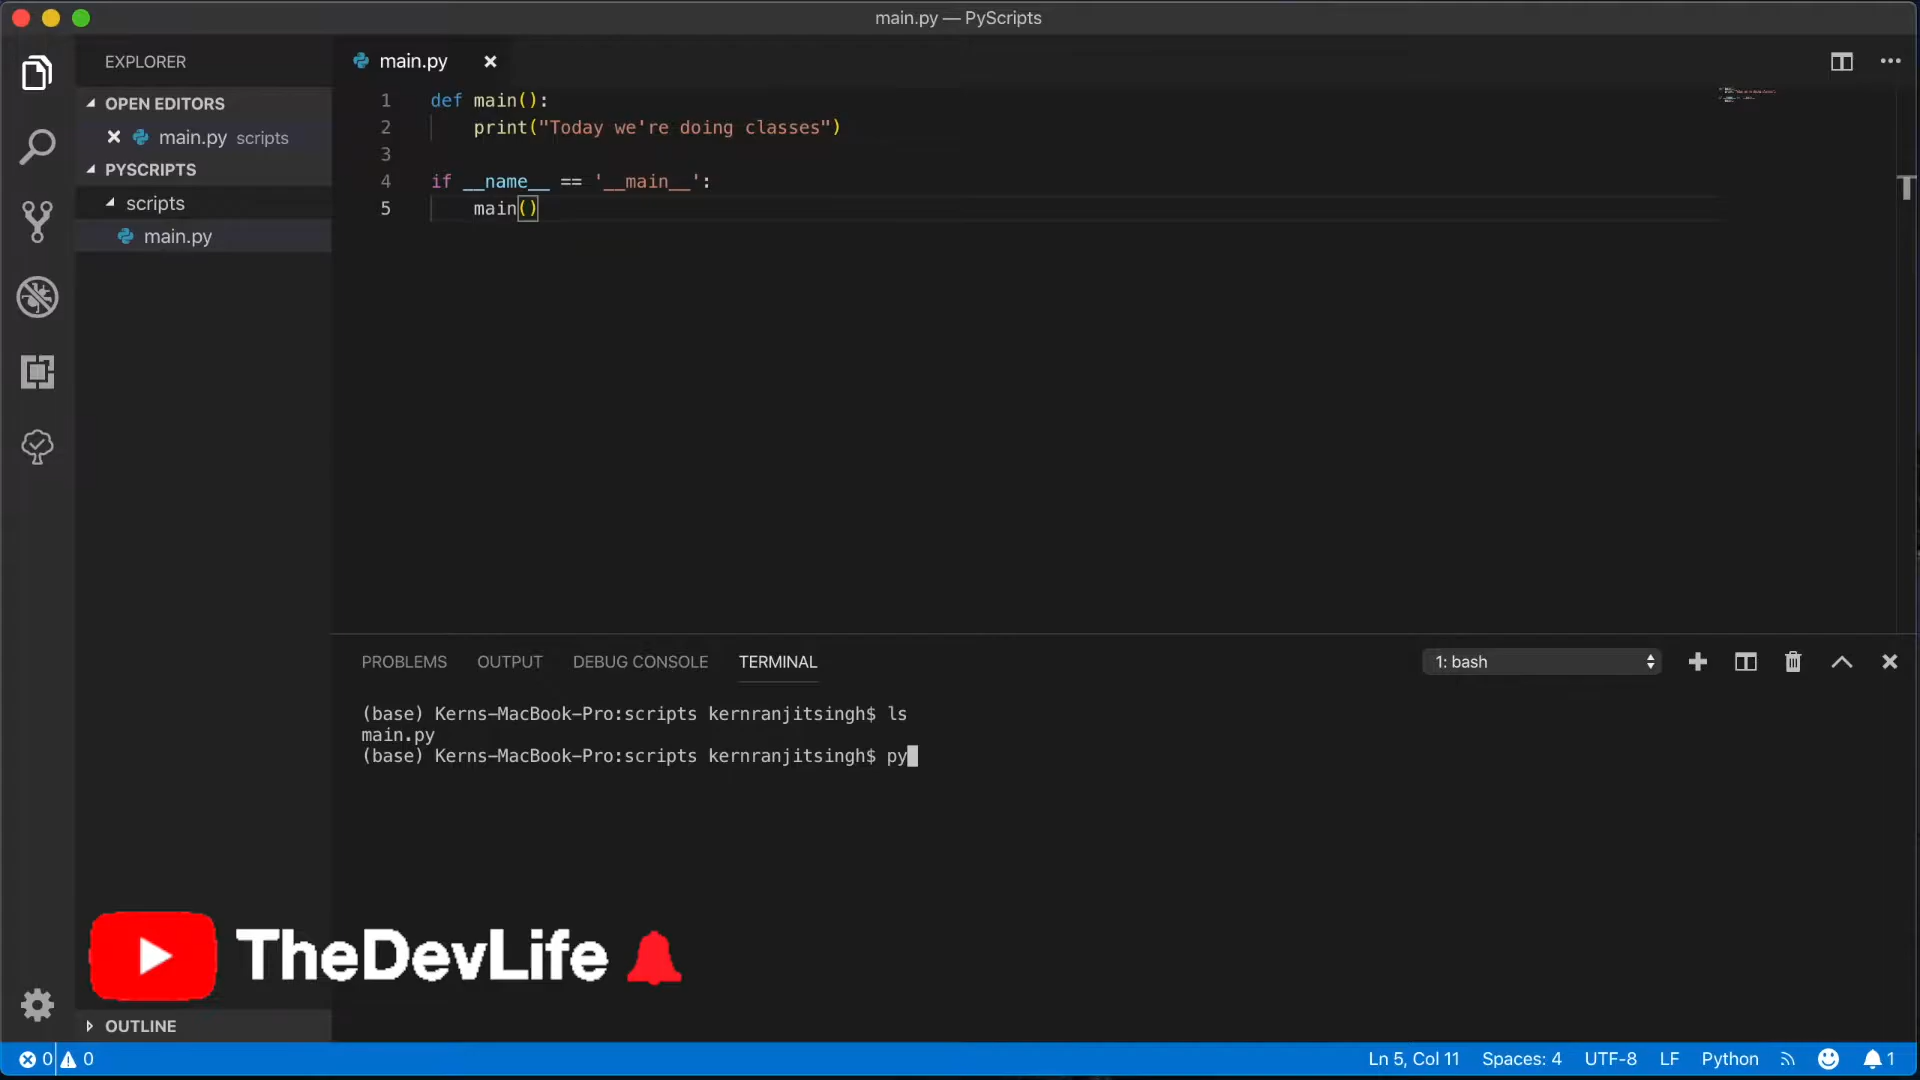 main.py — PyScripts
EXPLORER
OPEN EDITORS
main.py scripts
PYSCRIPTS
scripts
main.py
main.py
1 def main():
2 print("Today we're doing classes")
3
4 if __name__ == '__main__':
5 main()
PROBLEMS OUTPUT DEBUG CONSOLE TERMINAL
1: bash
(base) Kerns-MacBook-Pro:scripts kernranjitsingh$ ls
main.py
(base) Kerns-MacBook-Pro:scripts kernranjitsingh$ py
TheDevLife
OUTLINE
0 0
Ln 5, Col 11 Spaces: 4 UTF-8 LF Python 1